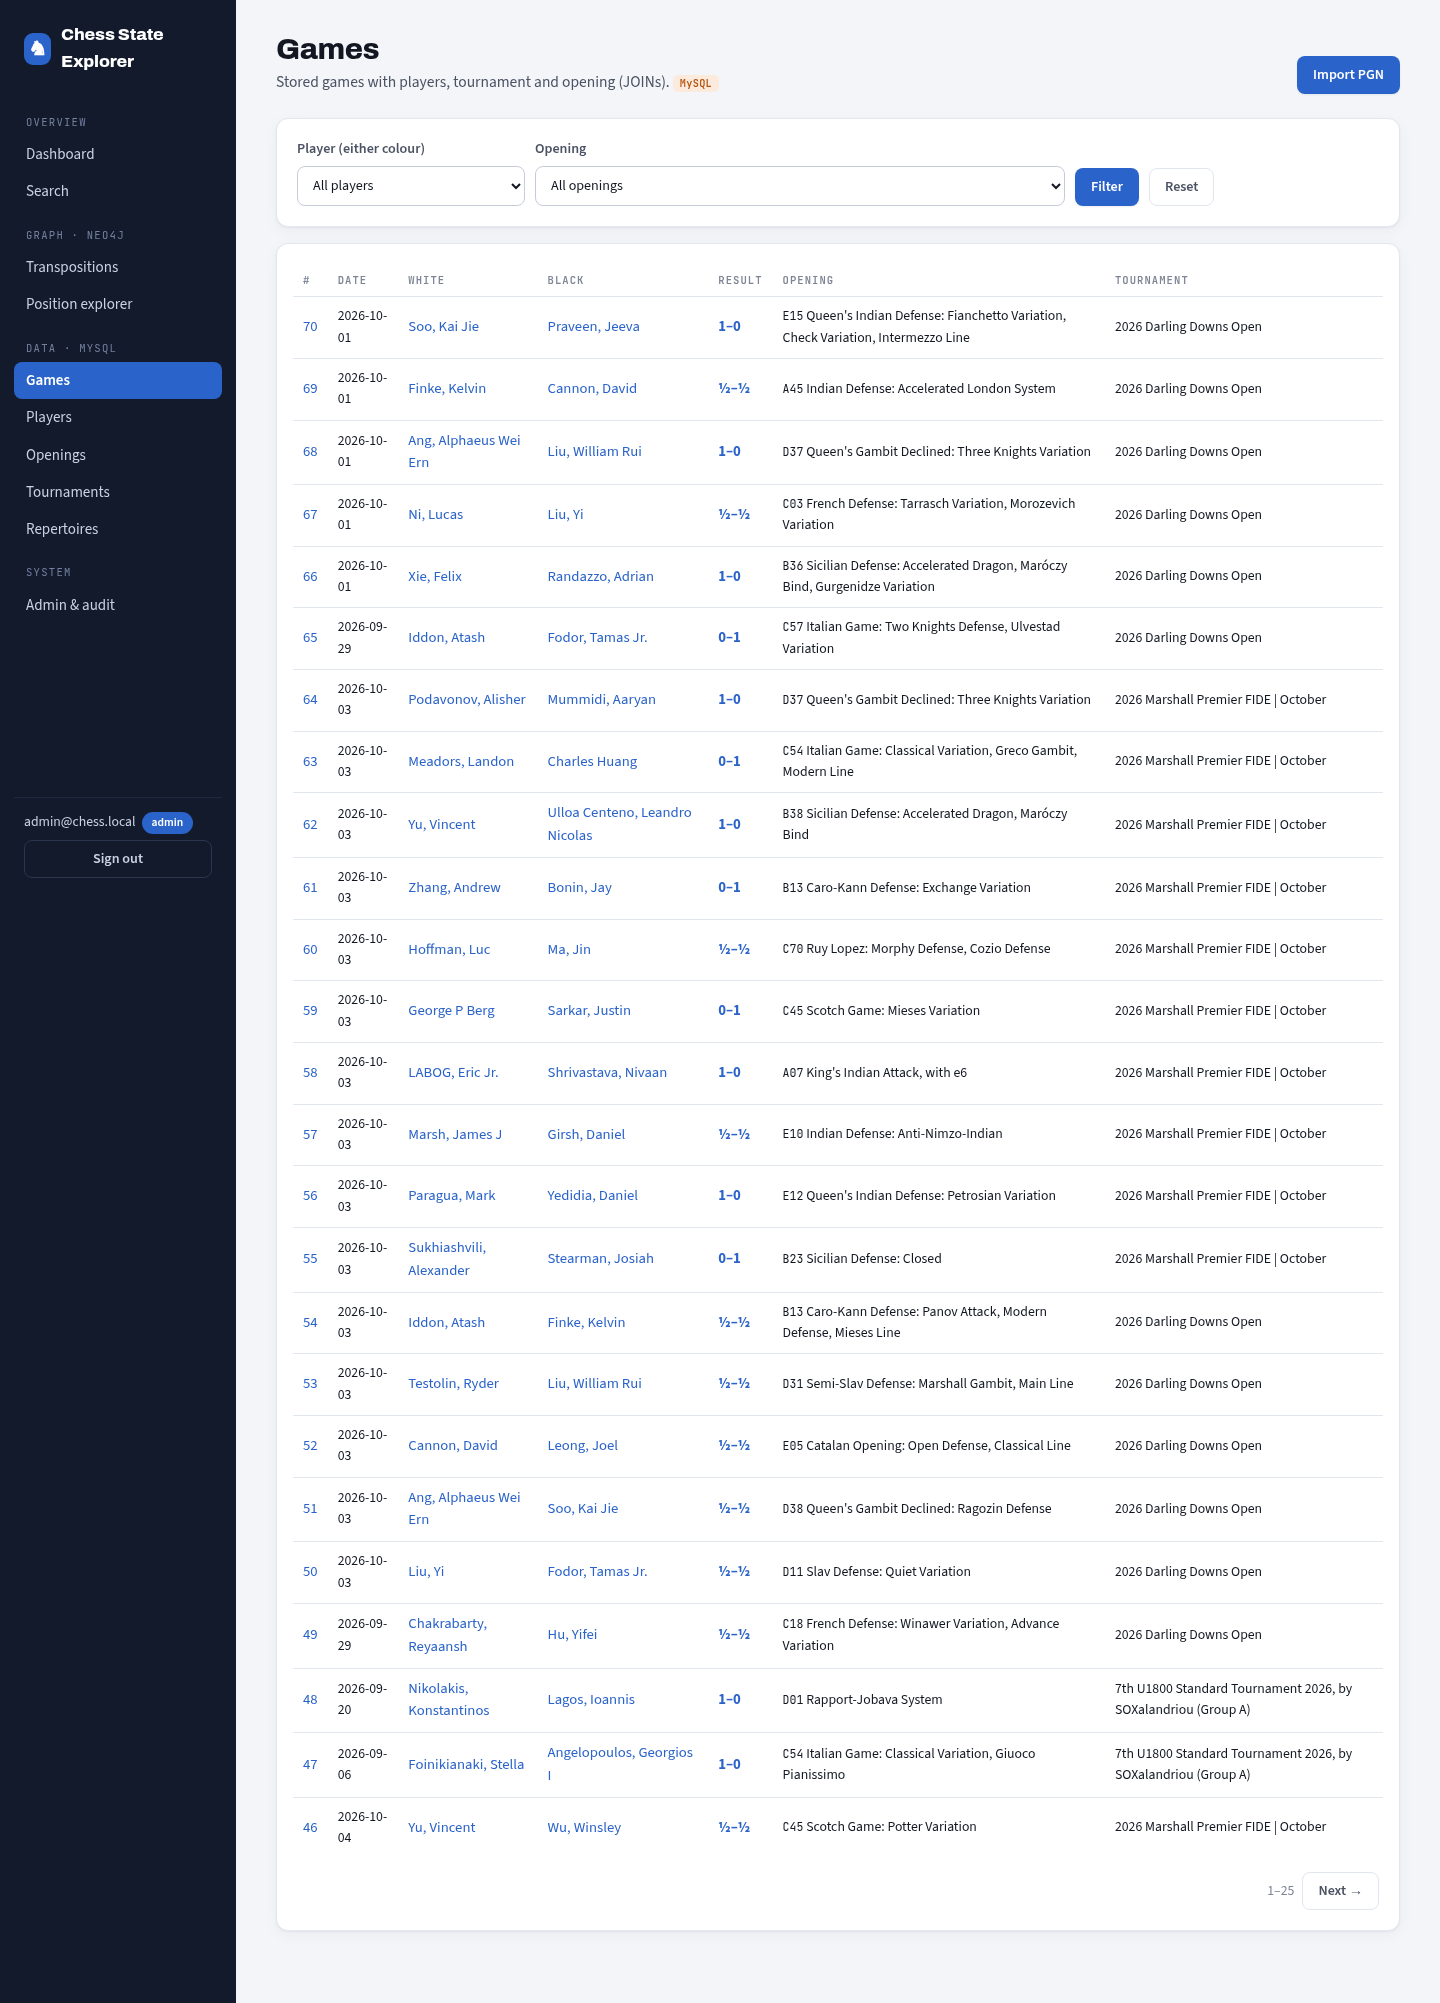 Chess State
Explorer
OVERVIEW
Dashboard
Search
GRAPH · NEO4J
Transpositions
Position explorer
DATA · MYSQL
Games
Players
Openings
Tournaments
Repertoires
SYSTEM
Admin & audit
admin@chess.local admin
Sign out
Games
Stored games with players, tournament and opening (JOINs). MySQL
Import PGN
Player (either colour) Opening
All players All openings Filter Reset
# DATE WHITE BLACK RESULT OPENING TOURNAMENT
70 2026-10-01 Soo, Kai Jie Praveen, Jeeva 1–0 E15 Queen's Indian Defense: Fianchetto Variation, Check Variation, Intermezzo Line 2026 Darling Downs Open
69 2026-10-01 Finke, Kelvin Cannon, David ½–½ A45 Indian Defense: Accelerated London System 2026 Darling Downs Open
68 2026-10-01 Ang, Alphaeus Wei Ern Liu, William Rui 1–0 D37 Queen's Gambit Declined: Three Knights Variation 2026 Darling Downs Open
67 2026-10-01 Ni, Lucas Liu, Yi ½–½ C03 French Defense: Tarrasch Variation, Morozevich Variation 2026 Darling Downs Open
66 2026-10-01 Xie, Felix Randazzo, Adrian 1–0 B36 Sicilian Defense: Accelerated Dragon, Maróczy Bind, Gurgenidze Variation 2026 Darling Downs Open
65 2026-09-29 Iddon, Atash Fodor, Tamas Jr. 0–1 C57 Italian Game: Two Knights Defense, Ulvestad Variation 2026 Darling Downs Open
64 2026-10-03 Podavonov, Alisher Mummidi, Aaryan 1–0 D37 Queen's Gambit Declined: Three Knights Variation 2026 Marshall Premier FIDE | October
63 2026-10-03 Meadors, Landon Charles Huang 0–1 C54 Italian Game: Classical Variation, Greco Gambit, Modern Line 2026 Marshall Premier FIDE | October
62 2026-10-03 Yu, Vincent Ulloa Centeno, Leandro Nicolas 1–0 B38 Sicilian Defense: Accelerated Dragon, Maróczy Bind 2026 Marshall Premier FIDE | October
61 2026-10-03 Zhang, Andrew Bonin, Jay 0–1 B13 Caro-Kann Defense: Exchange Variation 2026 Marshall Premier FIDE | October
60 2026-10-03 Hoffman, Luc Ma, Jin ½–½ C70 Ruy Lopez: Morphy Defense, Cozio Defense 2026 Marshall Premier FIDE | October
59 2026-10-03 George P Berg Sarkar, Justin 0–1 C45 Scotch Game: Mieses Variation 2026 Marshall Premier FIDE | October
58 2026-10-03 LABOG, Eric Jr. Shrivastava, Nivaan 1–0 A07 King's Indian Attack, with e6 2026 Marshall Premier FIDE | October
57 2026-10-03 Marsh, James J Girsh, Daniel ½–½ E10 Indian Defense: Anti-Nimzo-Indian 2026 Marshall Premier FIDE | October
56 2026-10-03 Paragua, Mark Yedidia, Daniel 1–0 E12 Queen's Indian Defense: Petrosian Variation 2026 Marshall Premier FIDE | October
55 2026-10-03 Sukhiashvili, Alexander Stearman, Josiah 0–1 B23 Sicilian Defense: Closed 2026 Marshall Premier FIDE | October
54 2026-10-03 Iddon, Atash Finke, Kelvin ½–½ B13 Caro-Kann Defense: Panov Attack, Modern Defense, Mieses Line 2026 Darling Downs Open
53 2026-10-03 Testolin, Ryder Liu, William Rui ½–½ D31 Semi-Slav Defense: Marshall Gambit, Main Line 2026 Darling Downs Open
52 2026-10-03 Cannon, David Leong, Joel ½–½ E05 Catalan Opening: Open Defense, Classical Line 2026 Darling Downs Open
51 2026-10-03 Ang, Alphaeus Wei Ern Soo, Kai Jie ½–½ D38 Queen's Gambit Declined: Ragozin Defense 2026 Darling Downs Open
50 2026-10-03 Liu, Yi Fodor, Tamas Jr. ½–½ D11 Slav Defense: Quiet Variation 2026 Darling Downs Open
49 2026-09-29 Chakrabarty, Reyaansh Hu, Yifei ½–½ C18 French Defense: Winawer Variation, Advance Variation 2026 Darling Downs Open
48 2026-09-20 Nikolakis, Konstantinos Lagos, Ioannis 1–0 D01 Rapport-Jobava System 7th U1800 Standard Tournament 2026, by SOXalandriou (Group A)
47 2026-09-06 Foinikianaki, Stella Angelopoulos, Georgios I 1–0 C54 Italian Game: Classical Variation, Giuoco Pianissimo 7th U1800 Standard Tournament 2026, by SOXalandriou (Group A)
46 2026-10-04 Yu, Vincent Wu, Winsley ½–½ C45 Scotch Game: Potter Variation 2026 Marshall Premier FIDE | October
1–25 Next →